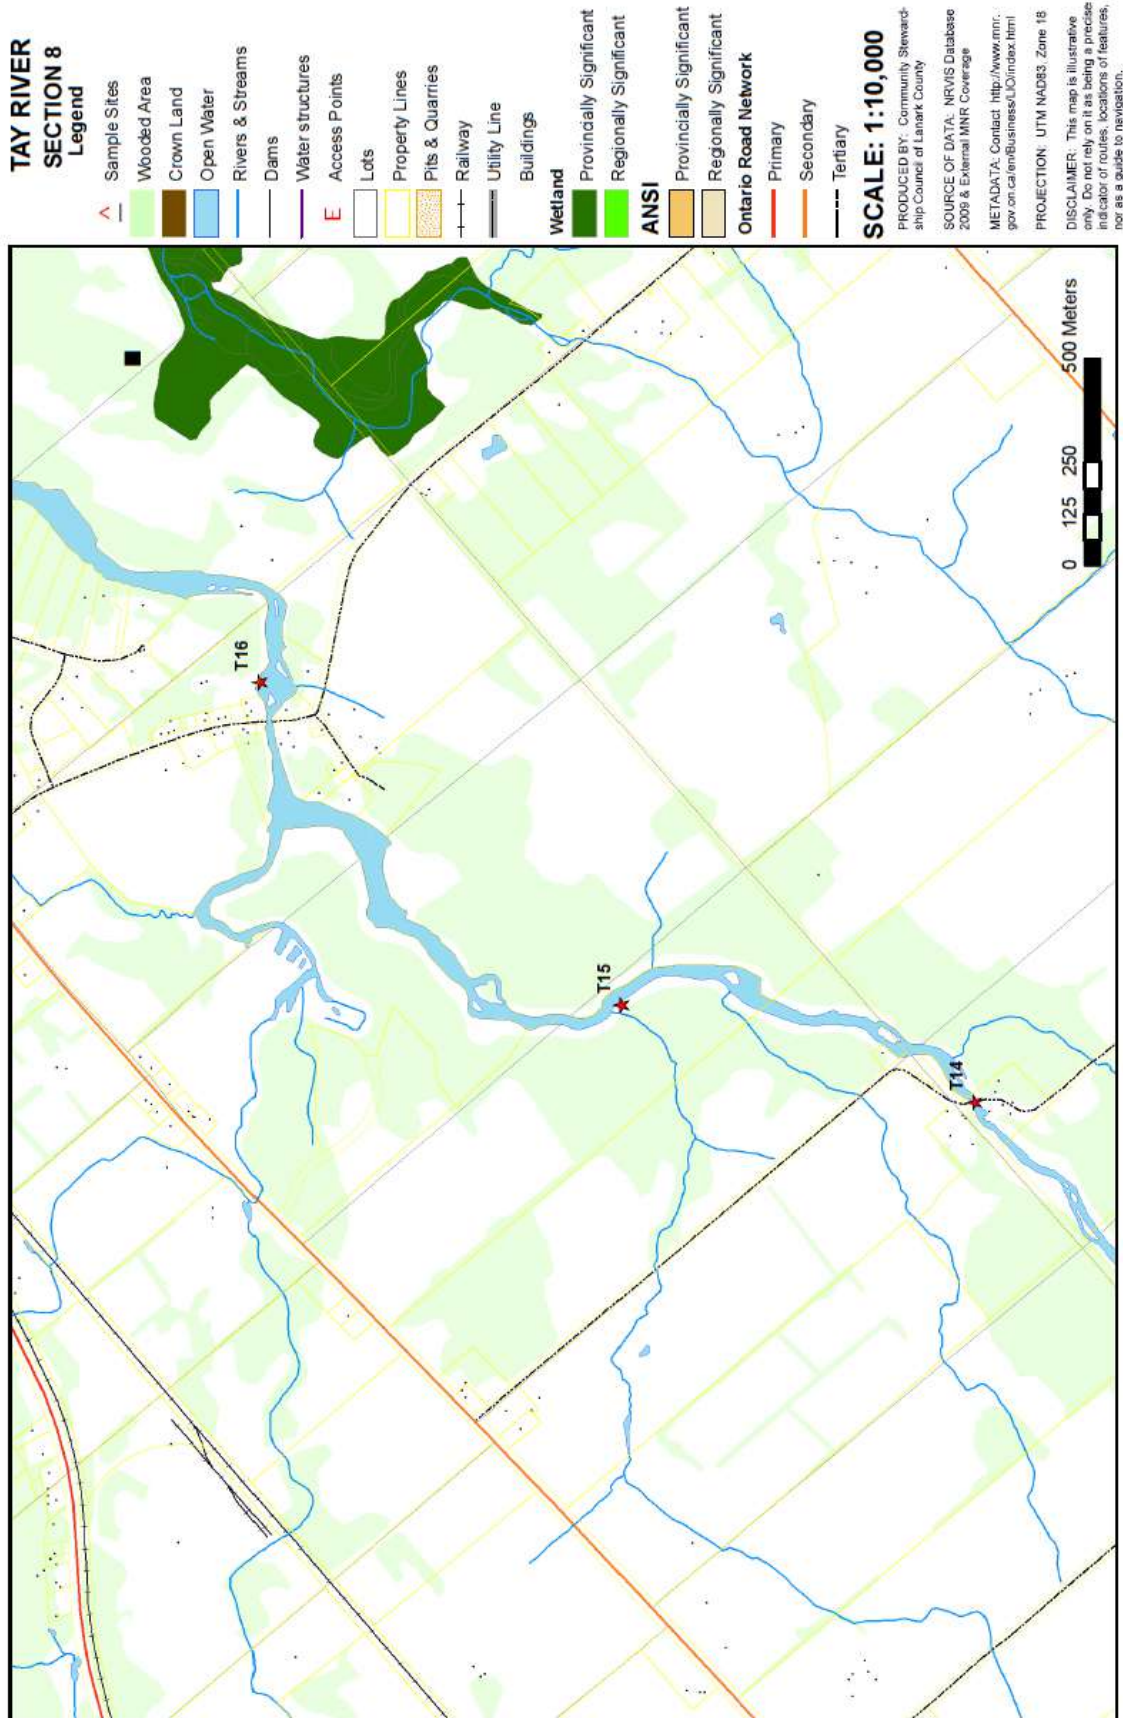 TAY RIVER
SECTION 8
Legend
Sample Sites
Wooded Area
Crown Land
Open Water
Rivers & Streams
Dams
Water structures
E Access Points
Lots
Property Lines
Pits & Quarries
Railway
Utility Line
Buildings
Wetland
Provincially Significant
Regionally Significant
ANSI
Provincially Significant
Regionally Significant
Ontario Road Network
Primary
Secondary
Tertiary
SCALE: 1:10,000
PRODUCED BY: Community Steward-
ship Council of Lanark County
SOURCE OF DATA: NRVIS Database
2009 & External MNR Coverage
METADATA: Contact http://www.mnr.
gov.on.ca/en/Business/LIO/index.html
PROJECTION: UTM NAD83, Zone 18
DISCLAIMER: This map is illustrative
only. Do not rely on it as being a precise
indicator of routes, locations of features,
nor as a guide to navigation.
T16
T15
T14
0 125 250 500 Meters